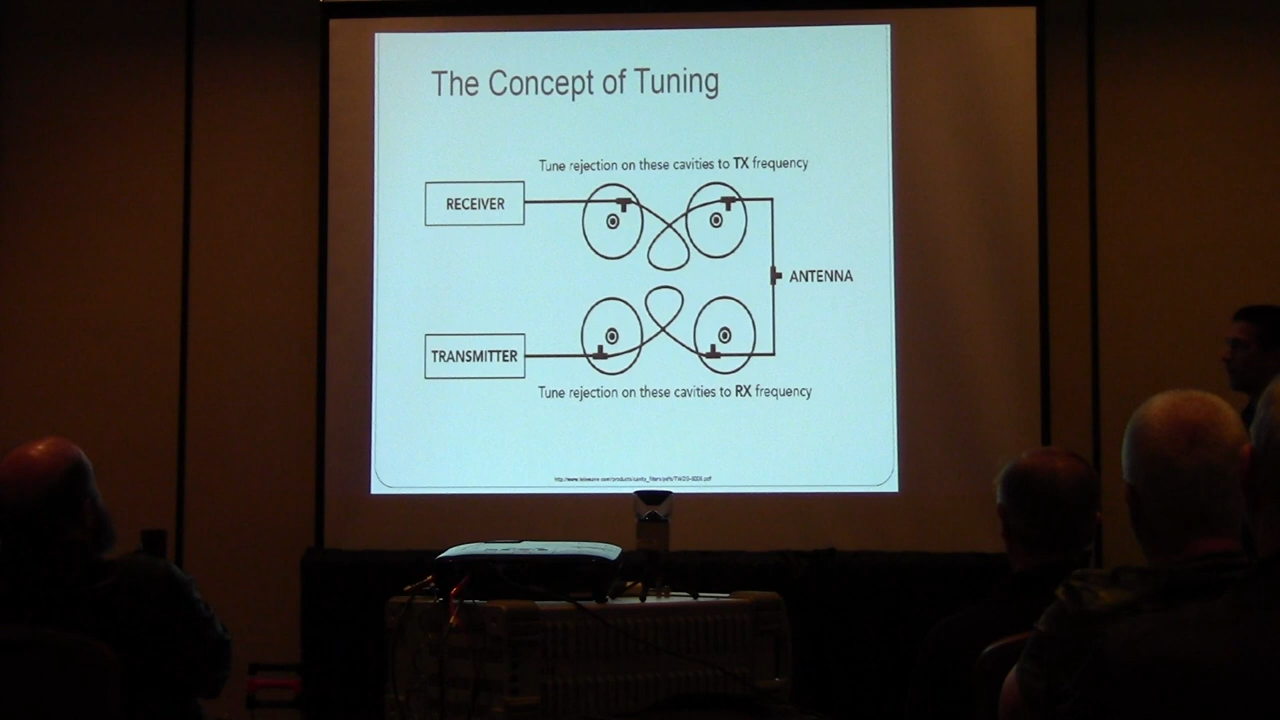 The Concept of Tuning
Tune rejection on these cavities to TX frequency
RECEIVER
ANTENNA
TRANSMITTER
Tune rejection on these cavities to RX frequency